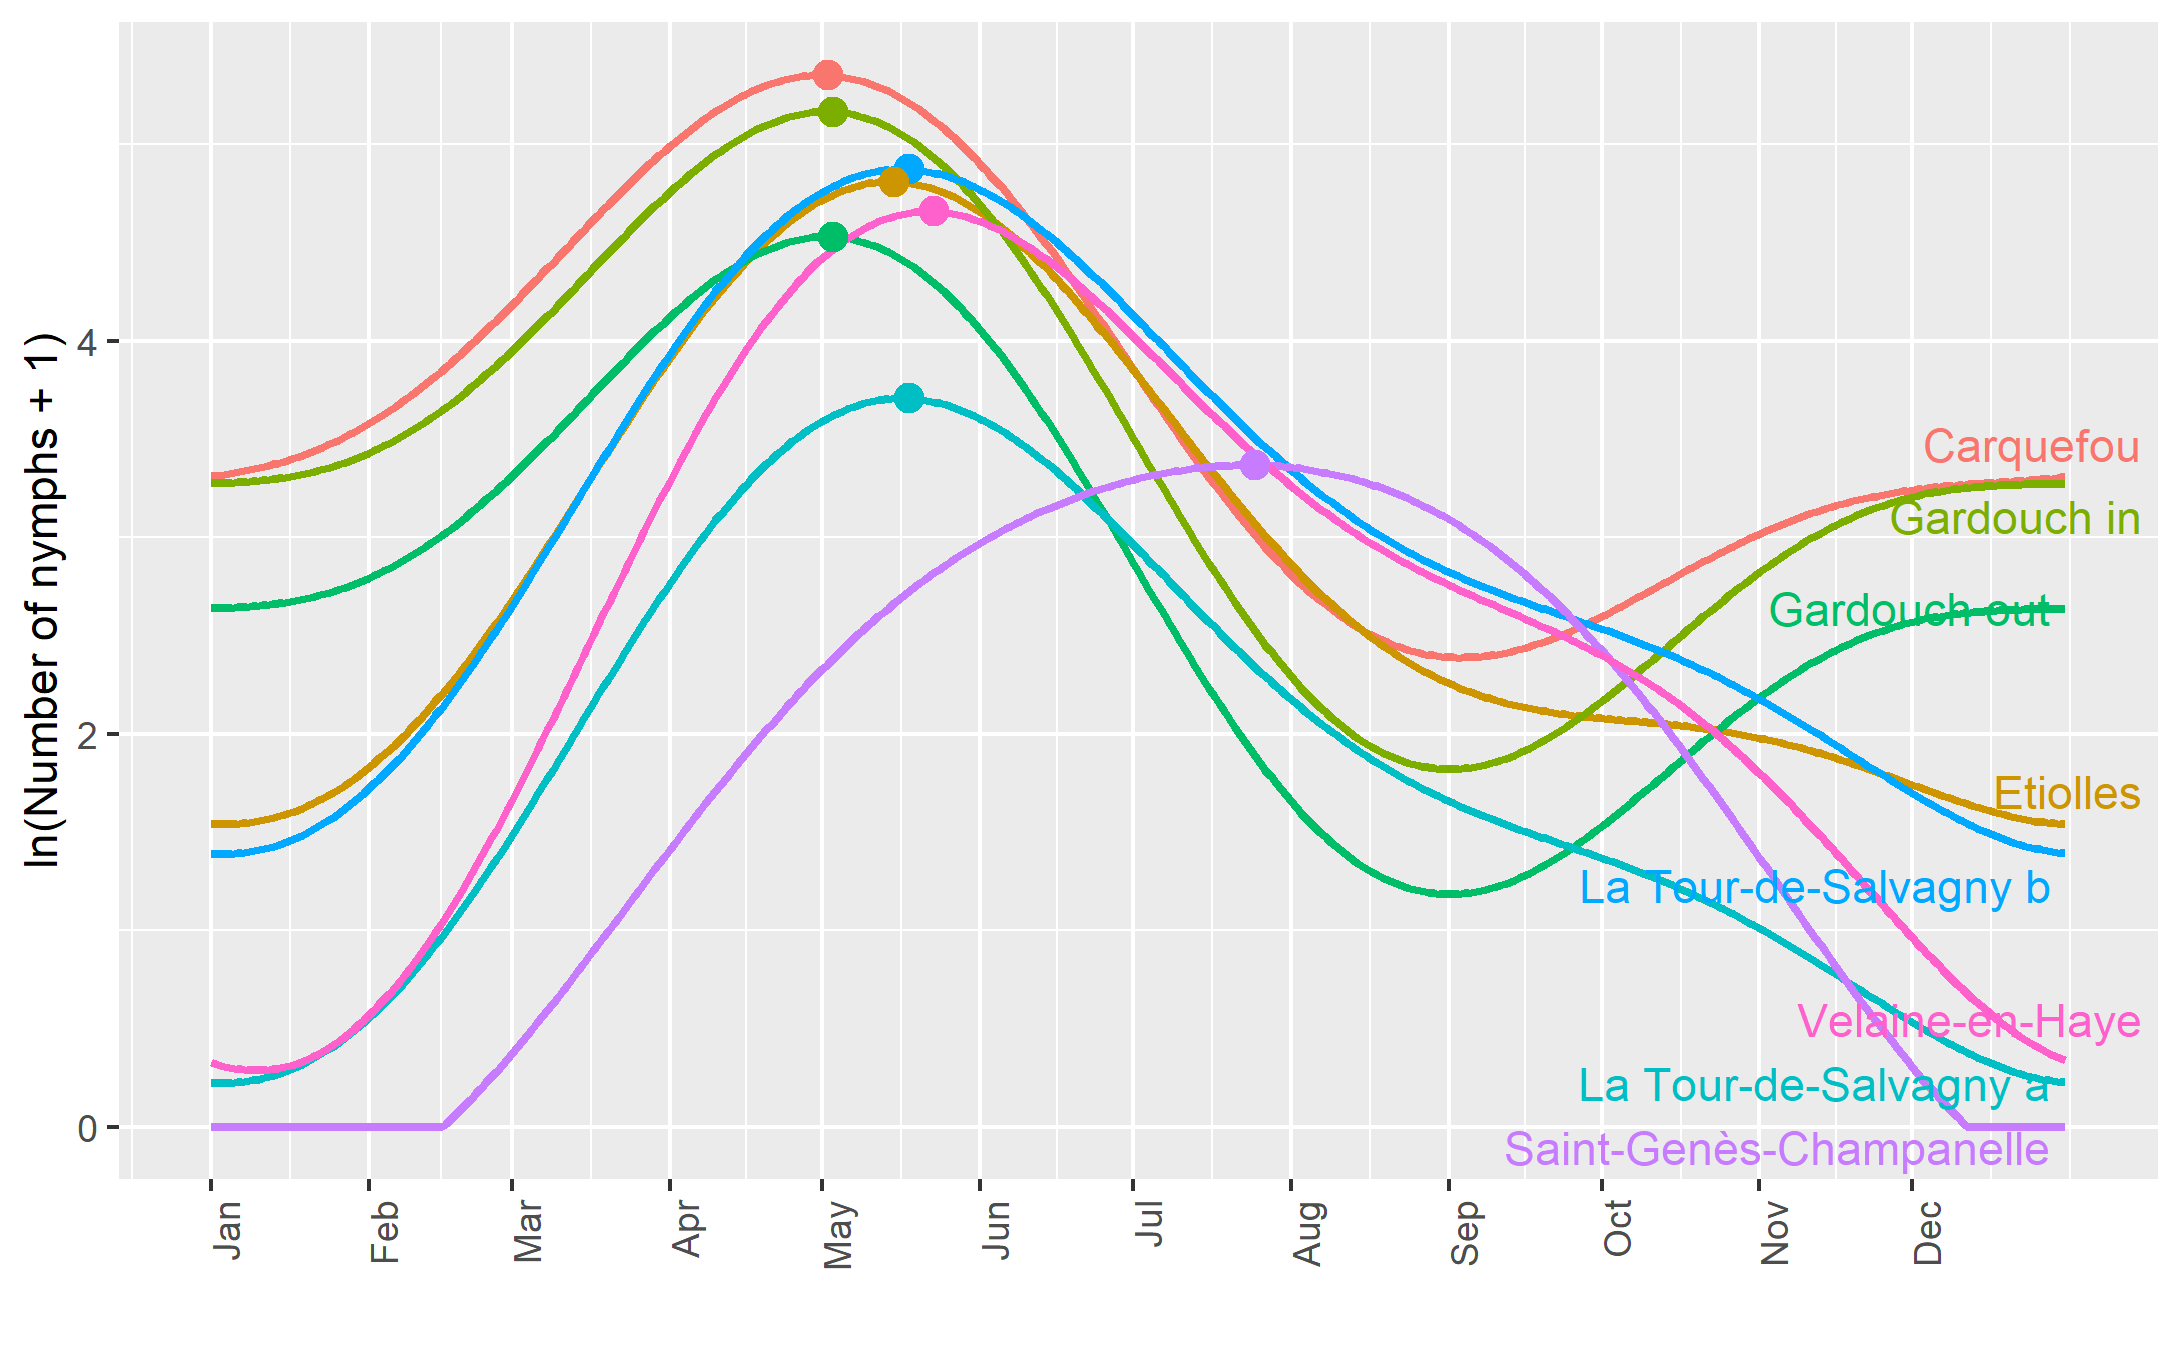 ln(Number of nymphs + 1)
4
2
0
Carquefou
Gardouch in
Gardouch out
Etiolles
La Tour-de-Salvagny b
Velaine-en-Haye
La Tour-de-Salvagny a
Saint-Genès-Champanelle
Jan
Feb
Mar
Apr
May
Jun
Jul
Aug
Sep
Oct
Nov
Dec